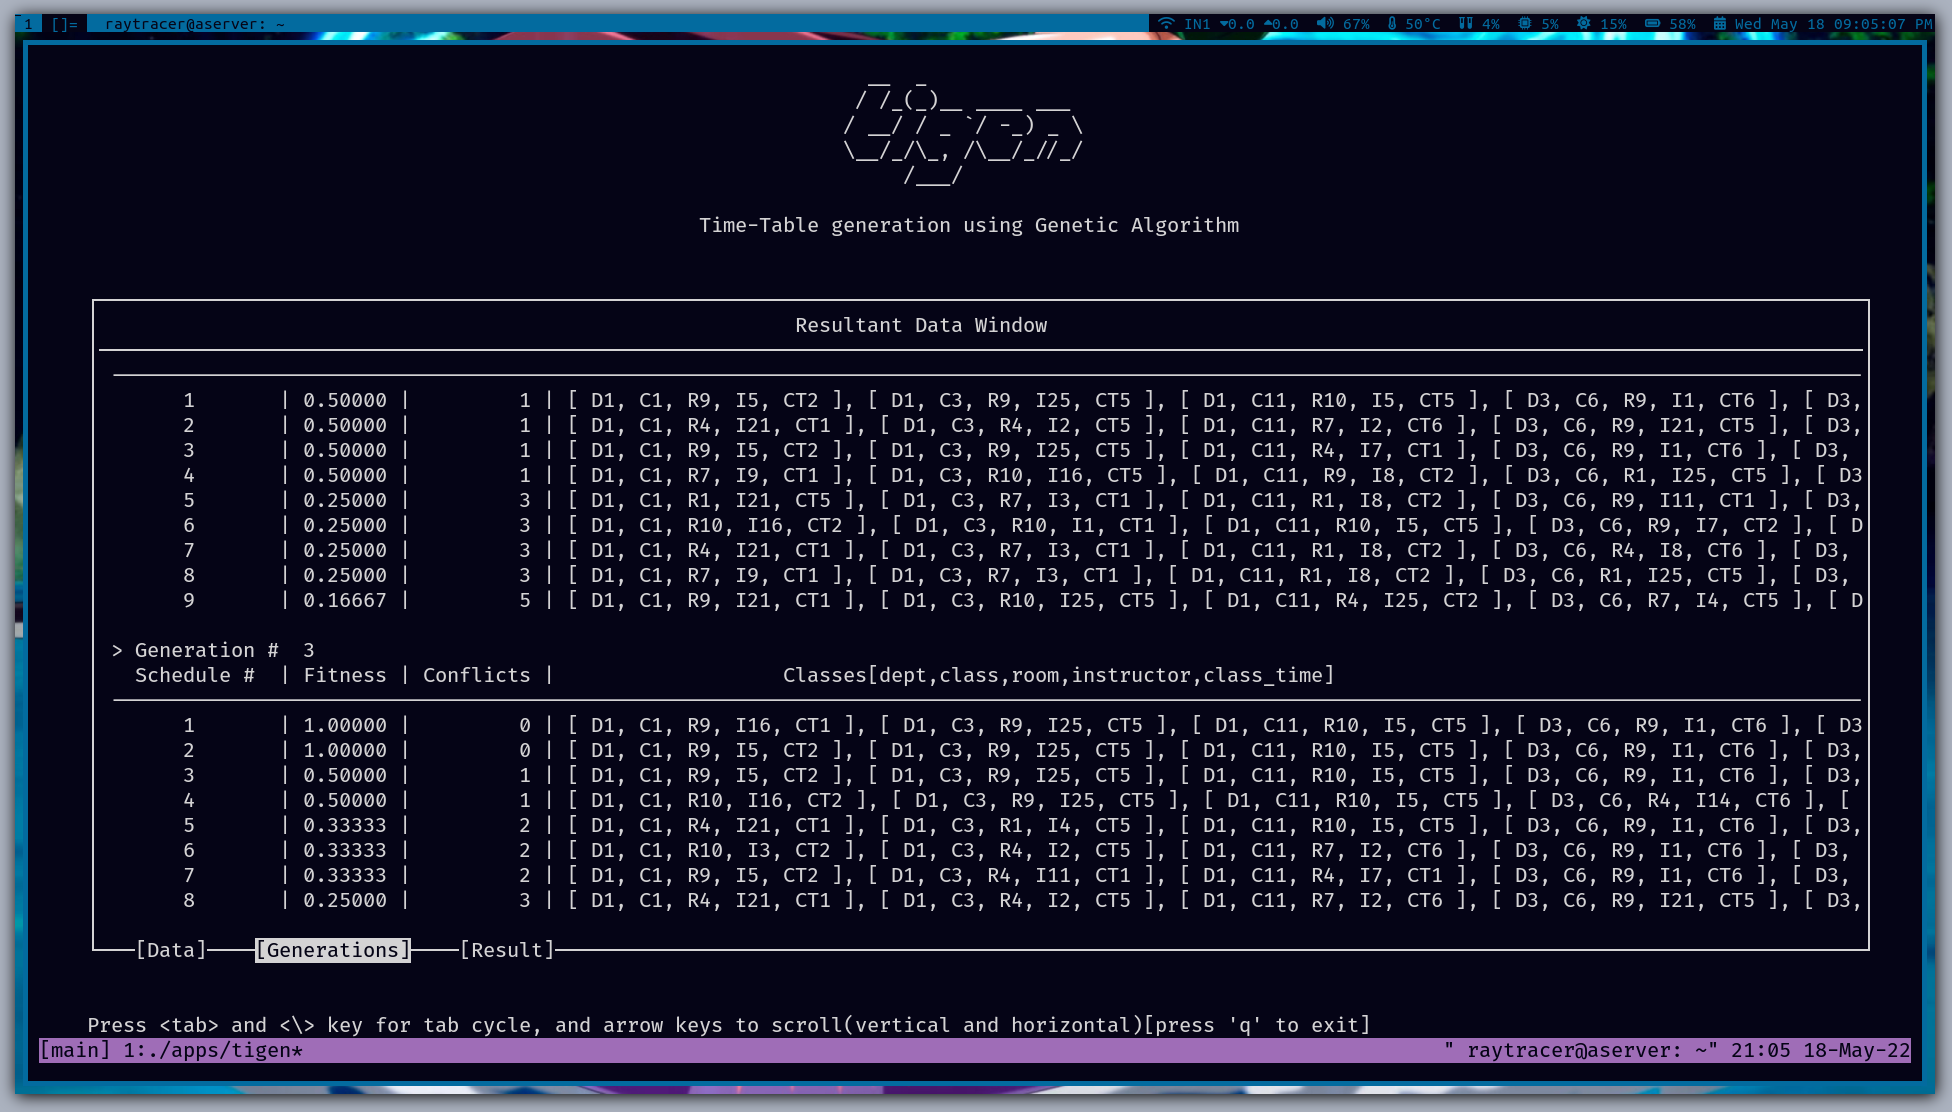 1 []= raytracer@aserver: ~ IN1 ▾0.0 ▴0.0 67% 50°C 4% 5% 15% 58% Wed May 18 09:05:07 PM
tigen
Time-Table generation using Genetic Algorithm
Resultant Data Window
1 | 0.50000 | 1 | [ D1, C1, R9, I5, CT2 ], [ D1, C3, R9, I25, CT5 ], [ D1, C11, R10, I5, CT5 ], [ D3, C6, R9, I1, CT6 ], [ D3,
2 | 0.50000 | 1 | [ D1, C1, R4, I21, CT1 ], [ D1, C3, R4, I2, CT5 ], [ D1, C11, R7, I2, CT6 ], [ D3, C6, R9, I21, CT5 ], [ D3,
3 | 0.50000 | 1 | [ D1, C1, R9, I5, CT2 ], [ D1, C3, R9, I25, CT5 ], [ D1, C11, R4, I7, CT1 ], [ D3, C6, R9, I1, CT6 ], [ D3,
4 | 0.50000 | 1 | [ D1, C1, R7, I9, CT1 ], [ D1, C3, R10, I16, CT5 ], [ D1, C11, R9, I8, CT2 ], [ D3, C6, R1, I25, CT5 ], [ D3
5 | 0.25000 | 3 | [ D1, C1, R1, I21, CT5 ], [ D1, C3, R7, I3, CT1 ], [ D1, C11, R1, I8, CT2 ], [ D3, C6, R9, I11, CT1 ], [ D3,
6 | 0.25000 | 3 | [ D1, C1, R10, I16, CT2 ], [ D1, C3, R10, I1, CT1 ], [ D1, C11, R10, I5, CT5 ], [ D3, C6, R9, I7, CT2 ], [ D
7 | 0.25000 | 3 | [ D1, C1, R4, I21, CT1 ], [ D1, C3, R7, I3, CT1 ], [ D1, C11, R1, I8, CT2 ], [ D3, C6, R4, I8, CT6 ], [ D3,
8 | 0.25000 | 3 | [ D1, C1, R7, I9, CT1 ], [ D1, C3, R7, I3, CT1 ], [ D1, C11, R1, I8, CT2 ], [ D3, C6, R1, I25, CT5 ], [ D3,
9 | 0.16667 | 5 | [ D1, C1, R9, I21, CT1 ], [ D1, C3, R10, I25, CT5 ], [ D1, C11, R4, I25, CT2 ], [ D3, C6, R7, I4, CT5 ], [ D
> Generation # 3
Schedule # | Fitness | Conflicts | Classes[dept,class,room,instructor,class_time]
1 | 1.00000 | 0 | [ D1, C1, R9, I16, CT1 ], [ D1, C3, R9, I25, CT5 ], [ D1, C11, R10, I5, CT5 ], [ D3, C6, R9, I1, CT6 ], [ D3
2 | 1.00000 | 0 | [ D1, C1, R9, I5, CT2 ], [ D1, C3, R9, I25, CT5 ], [ D1, C11, R10, I5, CT5 ], [ D3, C6, R9, I1, CT6 ], [ D3,
3 | 0.50000 | 1 | [ D1, C1, R9, I5, CT2 ], [ D1, C3, R9, I25, CT5 ], [ D1, C11, R10, I5, CT5 ], [ D3, C6, R9, I1, CT6 ], [ D3,
4 | 0.50000 | 1 | [ D1, C1, R10, I16, CT2 ], [ D1, C3, R9, I25, CT5 ], [ D1, C11, R10, I5, CT5 ], [ D3, C6, R4, I14, CT6 ], [
5 | 0.33333 | 2 | [ D1, C1, R4, I21, CT1 ], [ D1, C3, R1, I4, CT5 ], [ D1, C11, R10, I5, CT5 ], [ D3, C6, R9, I1, CT6 ], [ D3,
6 | 0.33333 | 2 | [ D1, C1, R10, I3, CT2 ], [ D1, C3, R4, I2, CT5 ], [ D1, C11, R7, I2, CT6 ], [ D3, C6, R9, I1, CT6 ], [ D3,
7 | 0.33333 | 2 | [ D1, C1, R9, I5, CT2 ], [ D1, C3, R4, I11, CT1 ], [ D1, C11, R4, I7, CT1 ], [ D3, C6, R9, I1, CT6 ], [ D3,
8 | 0.25000 | 3 | [ D1, C1, R4, I21, CT1 ], [ D1, C3, R4, I2, CT5 ], [ D1, C11, R7, I2, CT6 ], [ D3, C6, R9, I21, CT5 ], [ D3,
[Data] [Generations] [Result]
Press <tab> and <\> key for tab cycle, and arrow keys to scroll(vertical and horizontal)[press 'q' to exit]
[main] 1:./apps/tigen* " raytracer@aserver: ~" 21:05 18-May-22